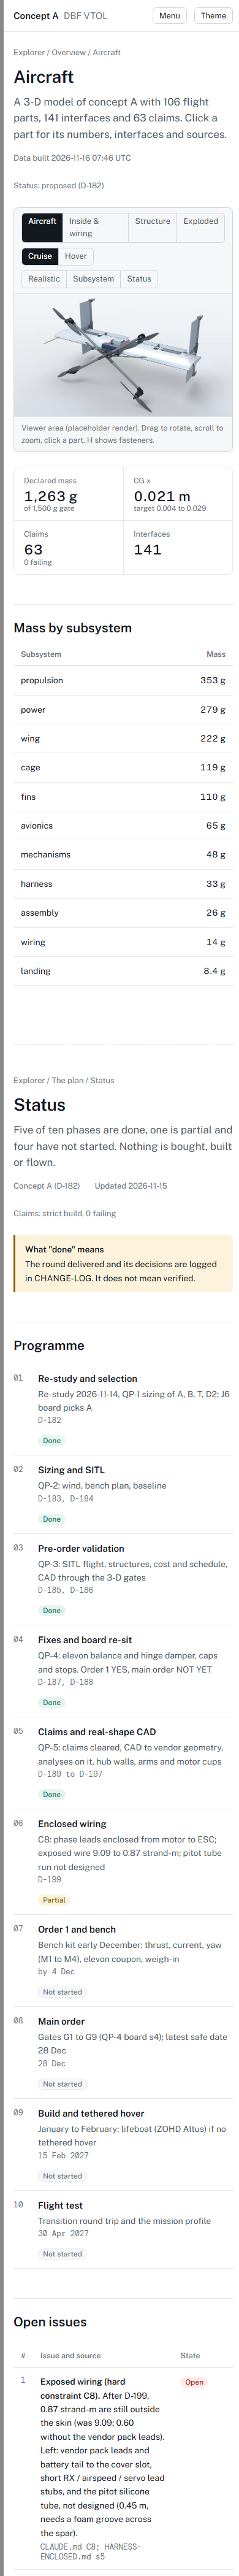 Concept A DBF VTOL
Menu
Theme
Explorer / Overview / Aircraft
Aircraft
A 3-D model of concept A with 106 flight
parts, 141 interfaces and 63 claims. Click a
part for its numbers, interfaces and sources.
Data built 2026-11-16 07:46 UTC
Status: proposed (D-182)
Aircraft
Inside &
wiring
Structure
Exploded
Cruise
Hover
Realistic
Subsystem
Status
Viewer area (placeholder render). Drag to rotate, scroll to
zoom, click a part, H shows fasteners.
Declared mass
1,263 g
of 1,500 g gate
CG x
0.021 m
target 0.004 to 0.029
Claims
63
0 failing
Interfaces
141
Mass by subsystem
Subsystem Mass
propulsion 353 g
power 279 g
wing 222 g
cage 119 g
fins 110 g
avionics 65 g
mechanisms 48 g
harness 33 g
assembly 26 g
wiring 14 g
landing 8.4 g
Explorer / The plan / Status
Status
Five of ten phases are done, one is partial and
four have not started. Nothing is bought, built
or flown.
Concept A (D-182) Updated 2026-11-15
Claims: strict build, 0 failing
What "done" means
The round delivered and its decisions are logged
in CHANGE-LOG. It does not mean verified.
Programme
01 Re-study and selection
Re-study 2026-11-14, QP-1 sizing of A, B, T, D2; J6
board picks A
D-182
Done
02 Sizing and SITL
QP-2: wind, bench plan, baseline
D-183, D-184
Done
03 Pre-order validation
QP-3: SITL flight, structures, cost and schedule,
CAD through the 3-D gates
D-185, D-186
Done
04 Fixes and board re-sit
QP-4: elevon balance and hinge damper, caps
and stops. Order 1 YES, main order NOT YET
D-187, D-188
Done
05 Claims and real-shape CAD
QP-5: claims cleared, CAD to vendor geometry,
analyses on it, hub walls, arms and motor cups
D-189 to D-197
Done
06 Enclosed wiring
C8: phase leads enclosed from motor to ESC;
exposed wire 9.09 to 0.87 strand-m; pitot tube
run not designed
D-199
Partial
07 Order 1 and bench
Bench kit early December: thrust, current, yaw
(M1 to M4), elevon coupon, weigh-in
by 4 Dec
Not started
08 Main order
Gates G1 to G9 (QP-4 board s4); latest safe date
28 Dec
28 Dec
Not started
09 Build and tethered hover
January to February; lifeboat (ZOHD Altus) if no
tethered hover
15 Feb 2027
Not started
10 Flight test
Transition round trip and the mission profile
30 Apr 2027
Not started
Open issues
# Issue and source State
1 Exposed wiring (hard Open
constraint C8). After D-199,
0.87 strand-m are still outside
the skin (was 9.09; 0.60
without the vendor pack leads).
Left: vendor pack leads and
battery tail to the cover slot,
short RX / airspeed / servo lead
stubs, and the pitot silicone
tube, not designed (0.45 m,
needs a foam groove across
the spar).
CLAUDE.md C8; HARNESS-
ENCLOSED.md s5